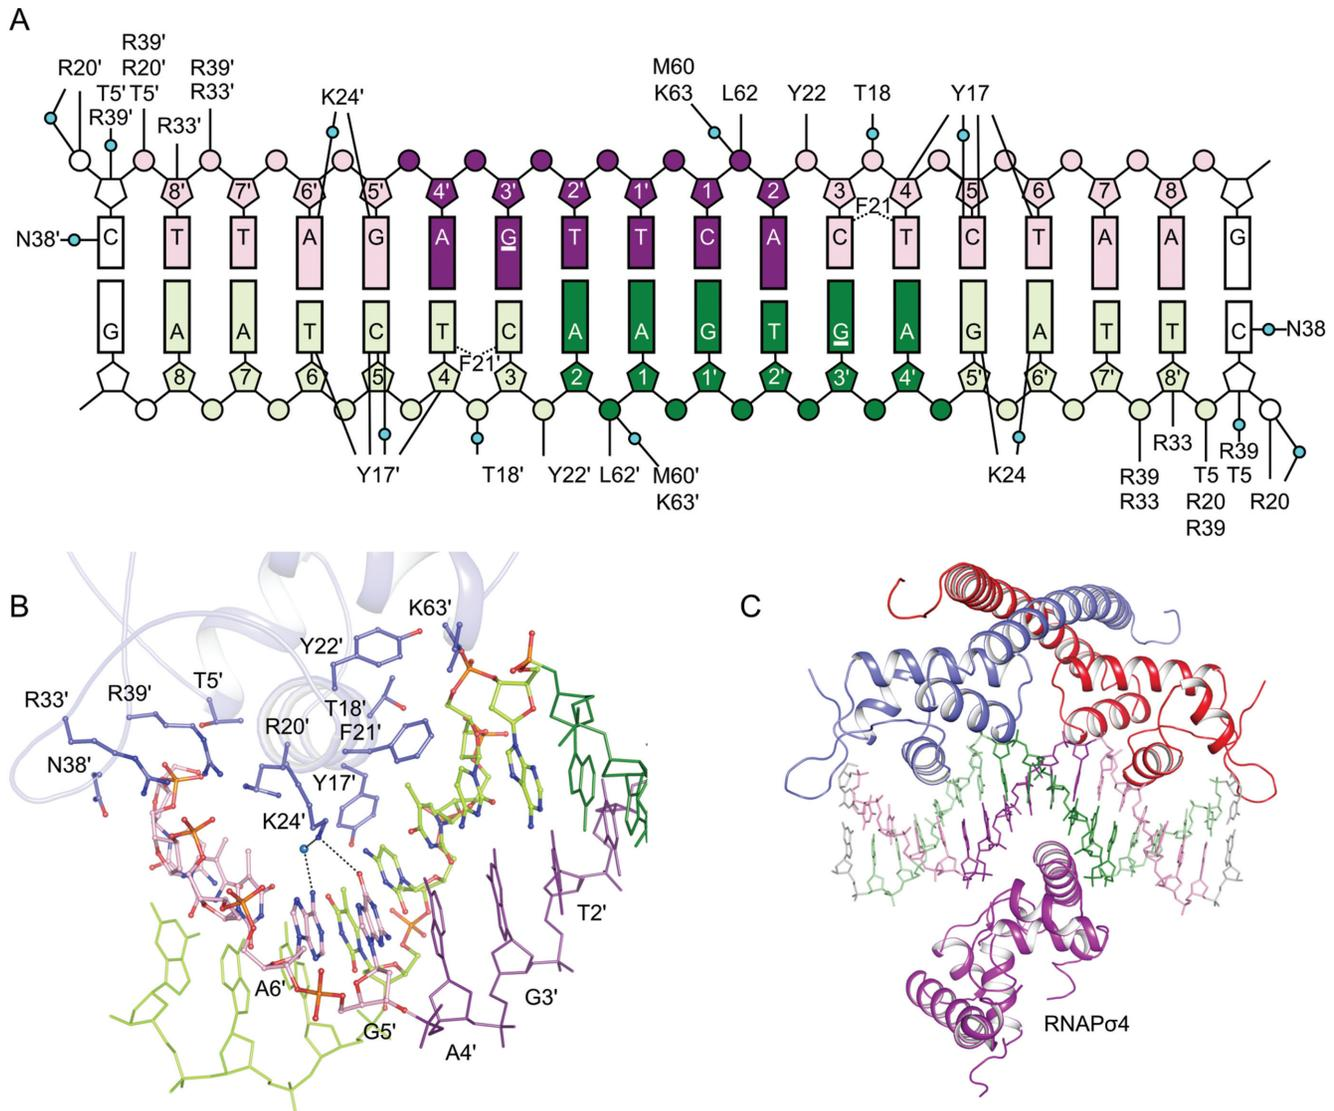 A
R39'
R20' R20' R39'
T5' T5' R33'
R39' R33'
K24'
M60
K63 L62 Y22 T18 Y17
8' 7' 6' 5' 4' 3' 2' 1' 1 2 3 4 5 6 7 8
F21
N38' C T T A G A G T T C A C T C T A A G
G A A T C T C A A G T G A G A T T C N38
F21'
8 7 6 5 4 3 2 1 1' 2' 3' 4' 5' 6' 7' 8'
Y17' T18' Y22' L62' M60' K24 R39 R33 T5 R39 R20
K63' R33 R20 T5
R39
B
K63'
Y22'
R33' R39' T5'
T18'
R20' F21'
N38'
Y17'
K24'
T2'
A6' G3'
G5' A4'
C
RNAPσ4